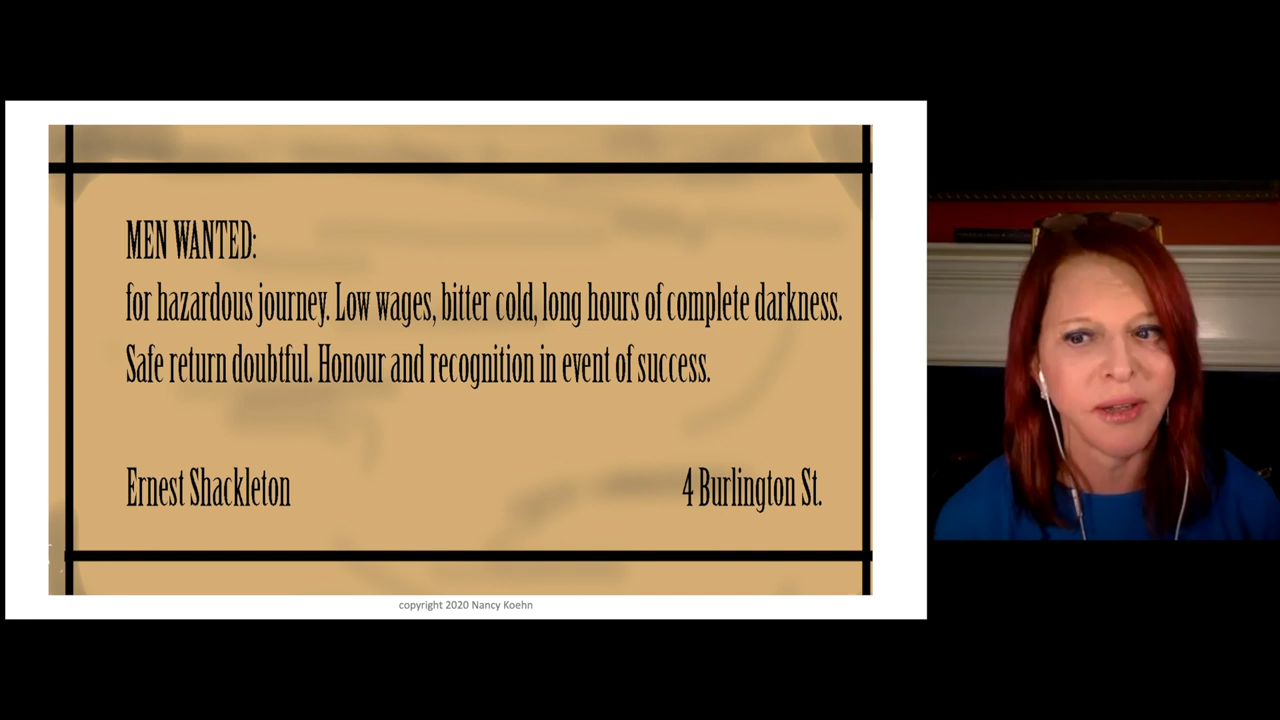 MEN WANTED:
for hazardous journey. Low wages, bitter cold, long hours of complete darkness.
Safe return doubtful. Honour and recognition in event of success.
Ernest Shackleton 4 Burlington St.
copyright 2020 Nancy Koehn